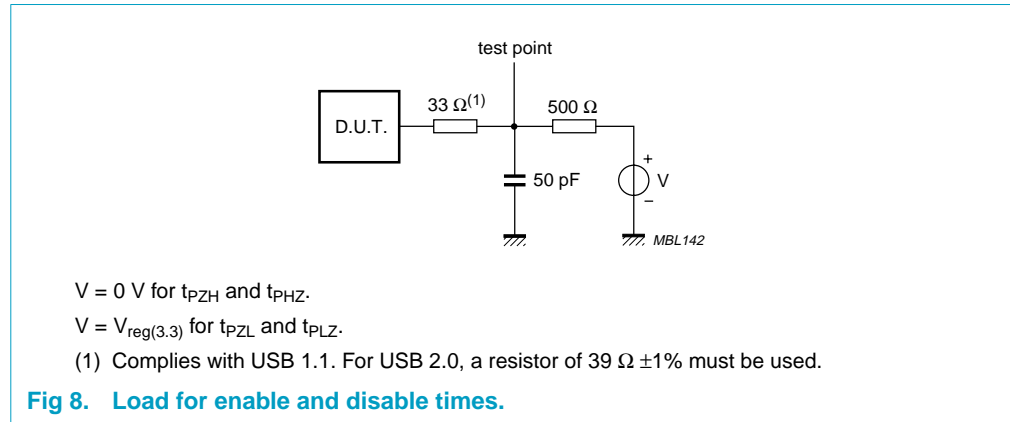 test point
D.U.T.
33 Ω(1)
500 Ω
50 pF
+
V
−
MBL142
V = 0 V for tPZH and tPHZ.
V = Vreg(3.3) for tPZL and tPLZ.
(1) Complies with USB 1.1. For USB 2.0, a resistor of 39 Ω ±1% must be used.
Fig 8. Load for enable and disable times.